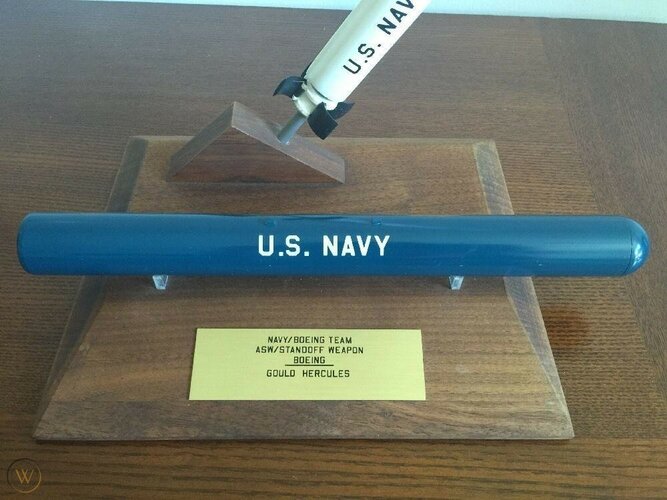 U.S. NAV
U.S. NAVY
NAVY/BOEING TEAM
ASW/STANDOFF WEAPON
BOEING
GOULD HERCULES
W